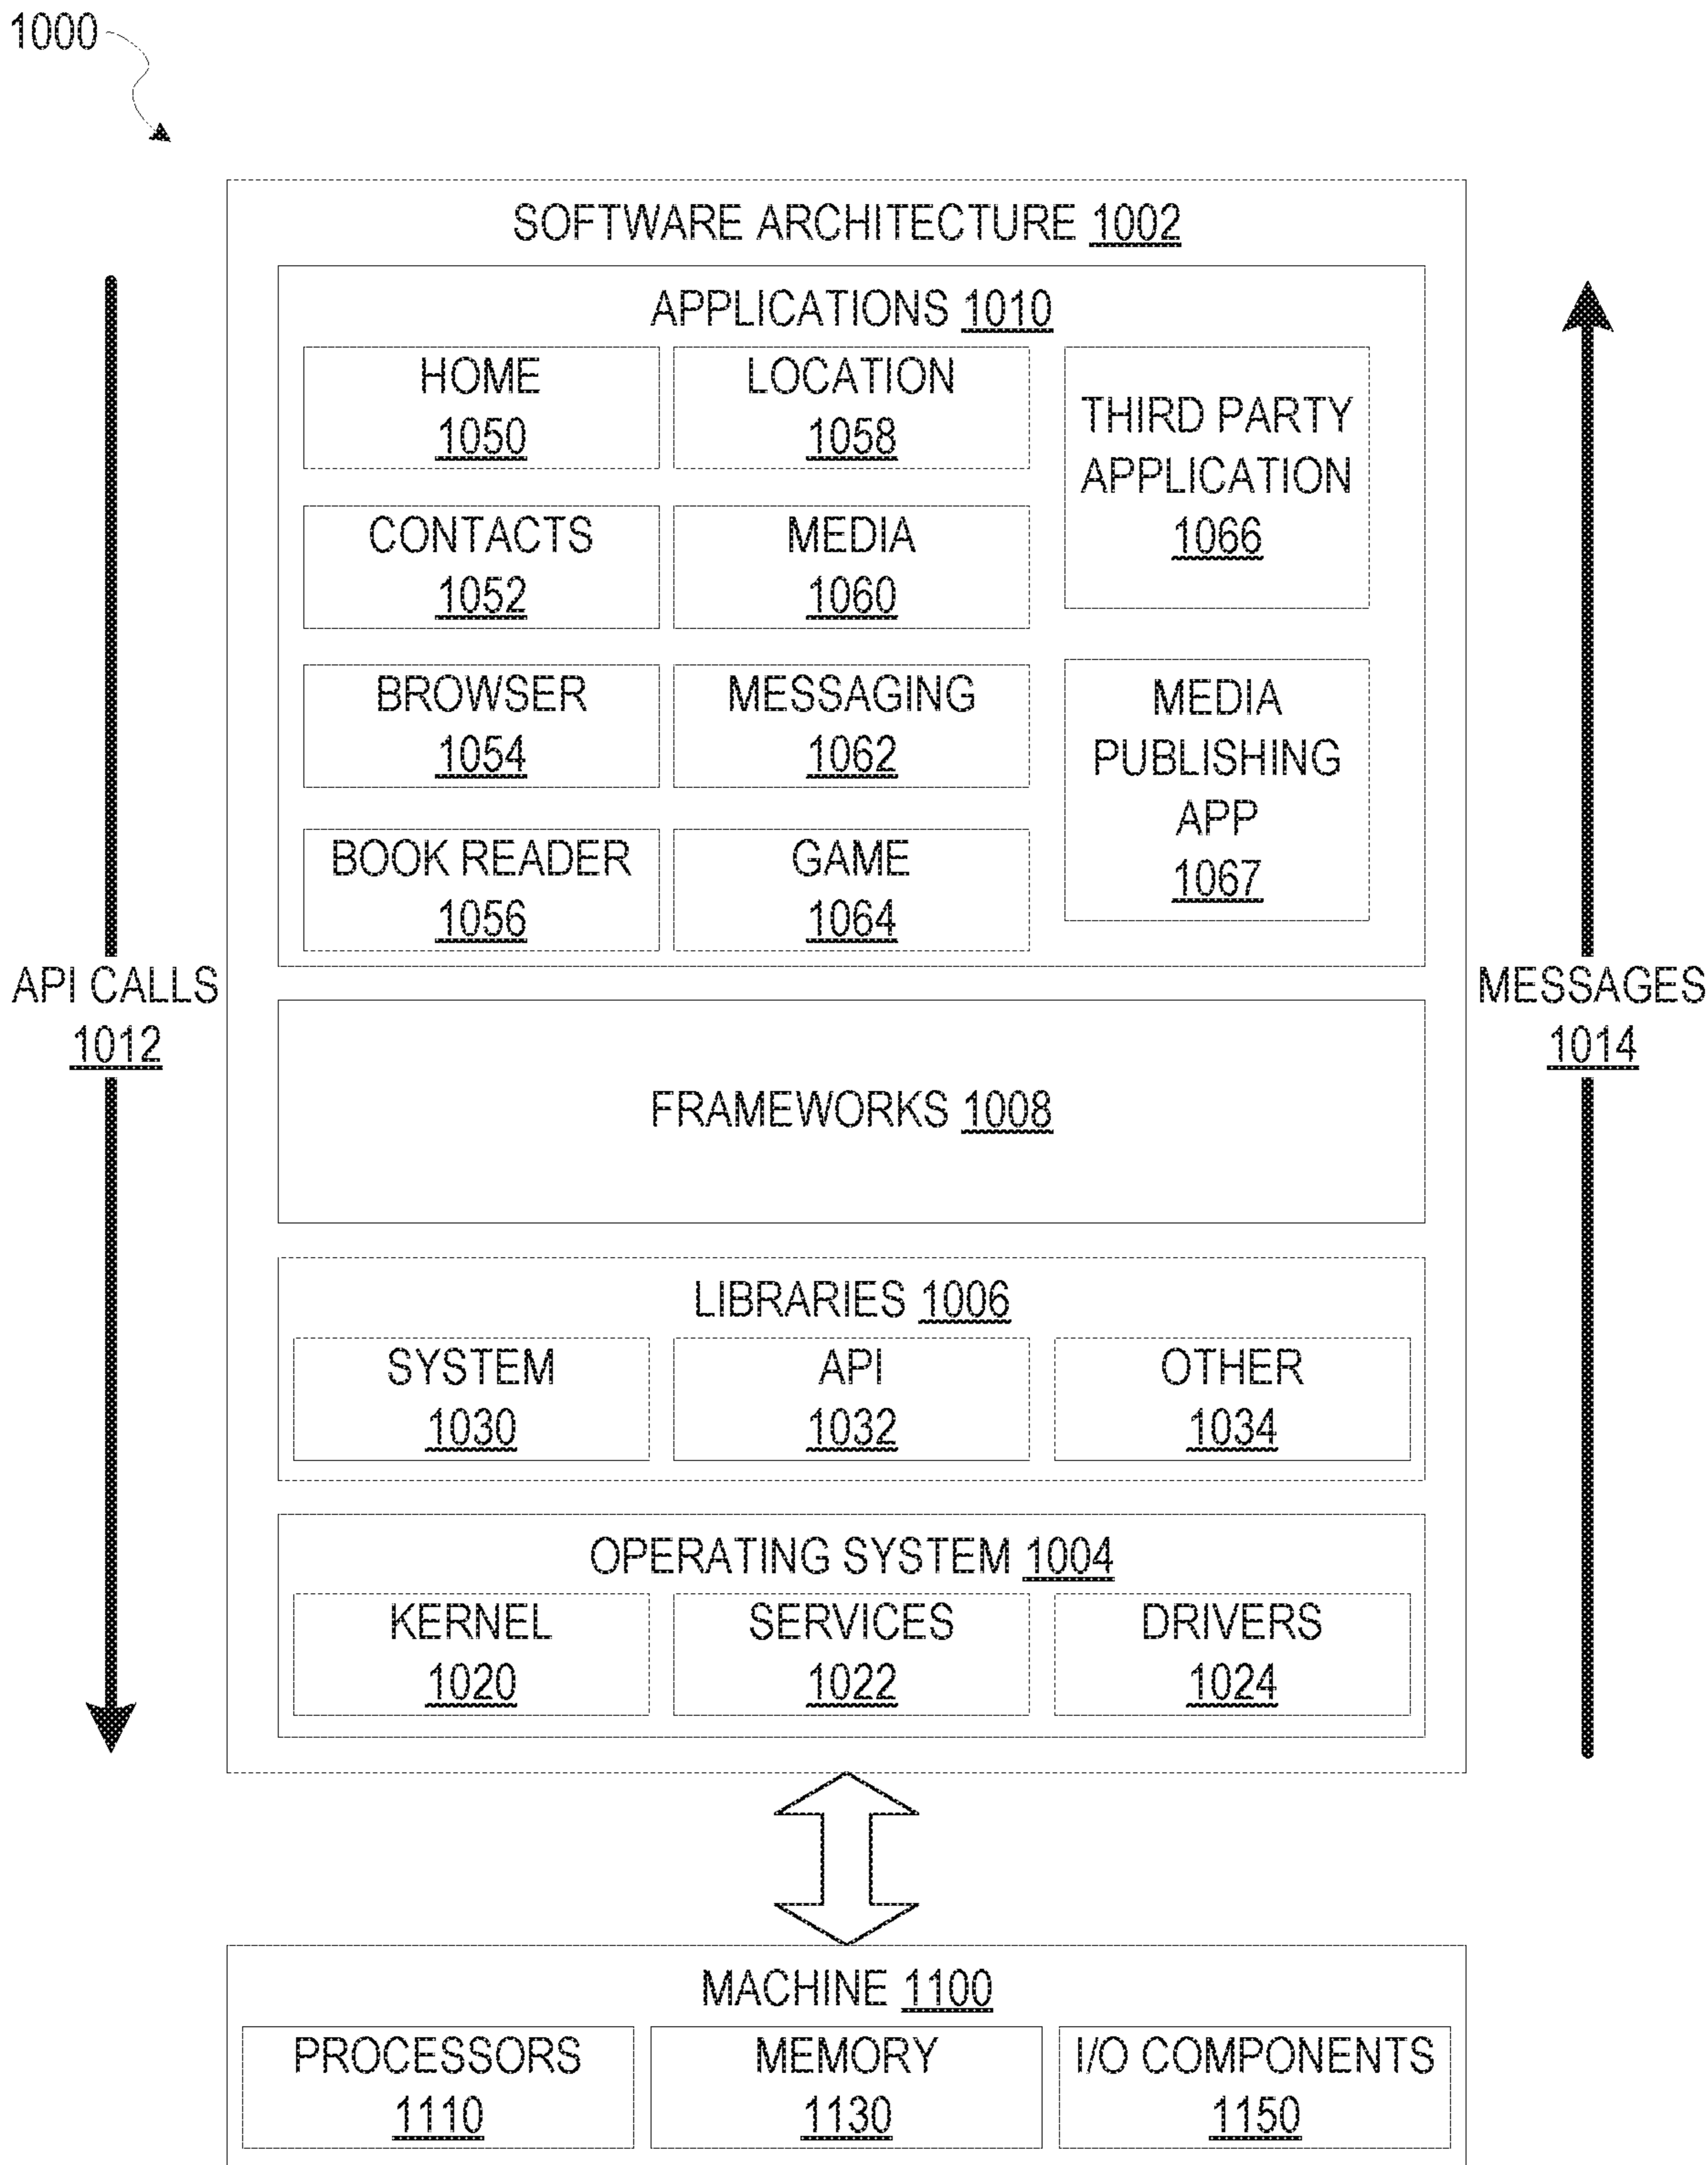 1000
SOFTWARE ARCHITECTURE 1002
APPLICATIONS 1010
HOME
1050
LOCATION
1058
THIRD PARTY
APPLICATION
1066
CONTACTS
1052
MEDIA
1060
BROWSER
1054
MESSAGING
1062
MEDIA
PUBLISHING
APP
1067
BOOK READER
1056
GAME
1064
API CALLS
1012
MESSAGES
1014
FRAMEWORKS 1008
LIBRARIES 1006
SYSTEM
1030
API
1032
OTHER
1034
OPERATING SYSTEM 1004
KERNEL
1020
SERVICES
1022
DRIVERS
1024
MACHINE 1100
PROCESSORS
1110
MEMORY
1130
I/O COMPONENTS
1150